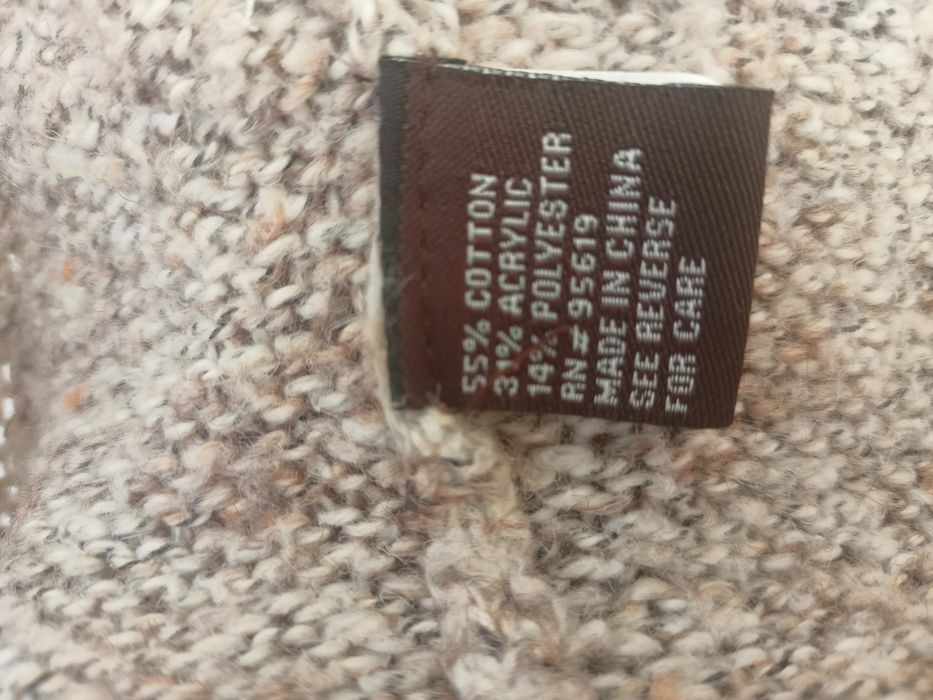 55% COTTON
31% ACRYLIC
14% POLYESTER
RN#95619
MADE IN CHINA
SEE REVERSE
FOR CARE